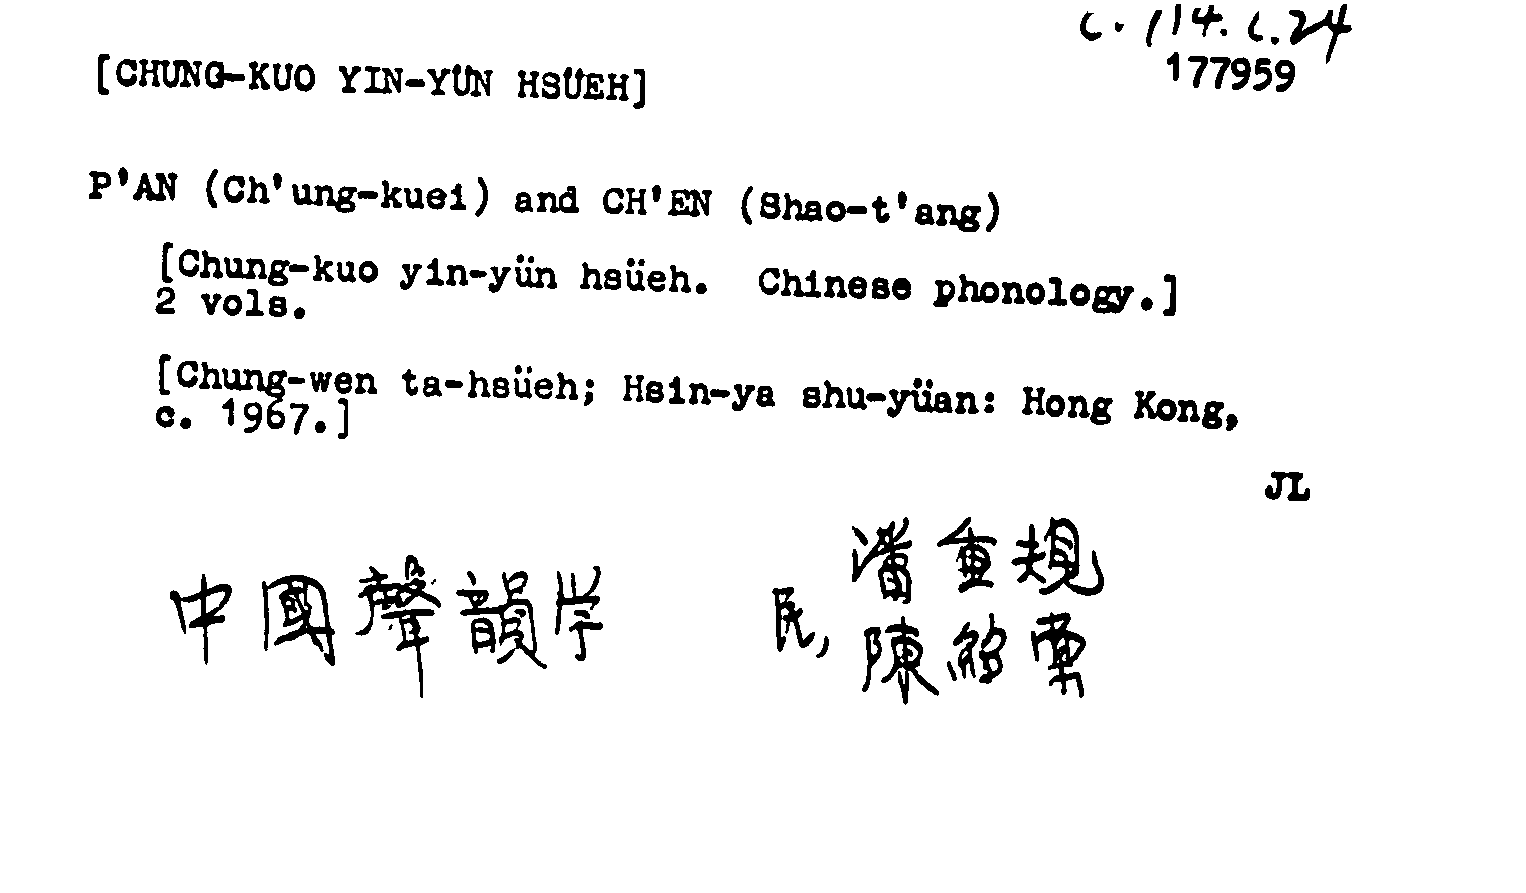 c. 114. c. 24
177959
[CHUNG-KUO YIN-YÜN HSÜEH]
P'AN (Ch'ung-kuei) and CH'EN (Shao-t'ang)
[Chung-kuo yin-yün hsüeh.  Chinese phonology.]
2 vols.
[Chung-wen ta-hsüeh; Hsin-ya shu-yüan: Hong Kong,
c. 1967.]
JL
中國聲韻学
潘重規
民,
陳紹棠